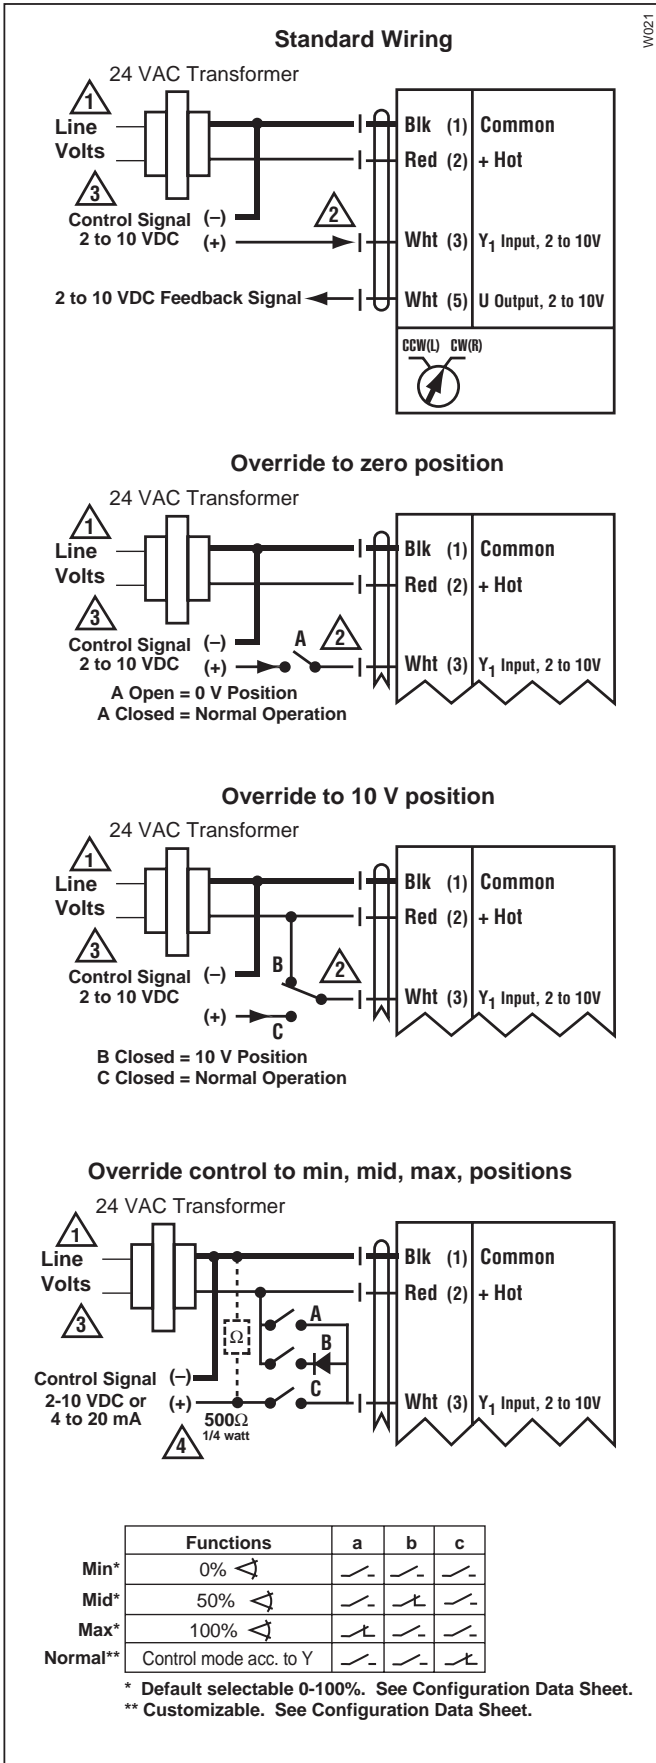 W021
Standard Wiring
24 VAC Transformer
1
Line
Volts
3
Control Signal (–)
2 to 10 VDC (+)
2
2 to 10 VDC Feedback Signal
Blk (1) Common
Red (2) + Hot
Wht (3) Y1 Input, 2 to 10V
Wht (5) U Output, 2 to 10V
CCW(L) CW(R)
Override to zero position
24 VAC Transformer
1
Line
Volts
3
Control Signal (–)
2 to 10 VDC (+)
A 2
A Open = 0 V Position
A Closed = Normal Operation
Blk (1) Common
Red (2) + Hot
Wht (3) Y1 Input, 2 to 10V
Override to 10 V position
24 VAC Transformer
1
Line
Volts
3
Control Signal (–)
2 to 10 VDC
(+)
B 2
C
B Closed = 10 V Position
C Closed = Normal Operation
Blk (1) Common
Red (2) + Hot
Wht (3) Y1 Input, 2 to 10V
Override control to min, mid, max, positions
24 VAC Transformer
1
Line
Volts
3
Control Signal (–)
2-10 VDC or (+)
4 to 20 mA
4
Ω
500Ω
1/4 watt
A
B
C
Blk (1) Common
Red (2) + Hot
Wht (3) Y1 Input, 2 to 10V
Functions a b c
Min* 0%
Mid* 50%
Max* 100%
Normal** Control mode acc. to Y
* Default selectable 0-100%. See Configuration Data Sheet.
** Customizable. See Configuration Data Sheet.